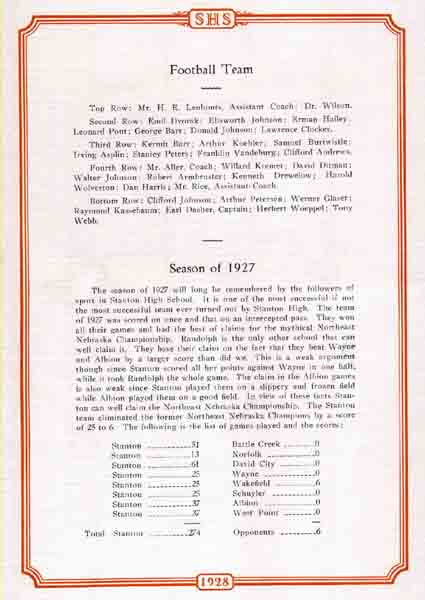 SHS
Football Team
Top Row: Mr. H. R. Lenhouts, Assistant Coach; Dr. Wilson.
Second Row: Emil Dvorak; Ellsworth Johnson; Erman Hailey;
Leonard Pont; George Barr; Donald Johnson; Lawrence Clocker.
Third Row: Kermit Barr; Arthur Koehler; Samuel Burtwistle;
Irving Asplin; Stanley Peters; Franklin Vandeburg; Clifford Andrews.
Fourth Row: Mr. Aller, Coach; Willard Kremer; David Ditman;
Walter Johnson; Robert Armbruster; Kenneth Drewelow; Harold
Wolverton; Dan Harris; Mr. Rice, Assistant Coach.
Bottom Row: Clifford Johnson; Arthur Petersen; Werner Glaser;
Raymond Kassebaum; Earl Dauber, Captain; Herbert Woeppel; Tony
Webb.
Season of 1927
The season of 1927 will long be remembered by the followers of
sport in Stanton High School. It is one of the most successful if not
the most successful team ever turned out by Stanton High. The team
of 1927 was scored on once and that on an intercepted pass. They won
all their games and had the best of claims for the mythical Northeast
Nebraska Championship. Randolph is the only other school that can
well claim it. They base their claim on the fact that they beat Wayne
and Albion by a larger score than did we. This is a weak argument
though since Stanton scored all her points against Wayne in one half,
while it took Randolph the whole game. The claim in the Albion games
is also weak since Stanton played them on a slippery and frozen field
while Albion played them on a good field. In view of these facts Stan-
ton can well claim the Northeast Nebraska Championship. The Stanton
team eliminated the former Northeast Nebraska Champions by a score
of 25 to 6. The following is the list of games played and the scores:
Stanton 51 Battle Creek 0
Stanton 13 Norfolk 0
Stanton 61 David City 0
Stanton 25 Wayne 0
Stanton 25 Wakefield 6
Stanton 25 Schuyler 0
Stanton 37 Albion 0
Stanton 37 West Point 0
Total Stanton 274 Opponents 6
1928